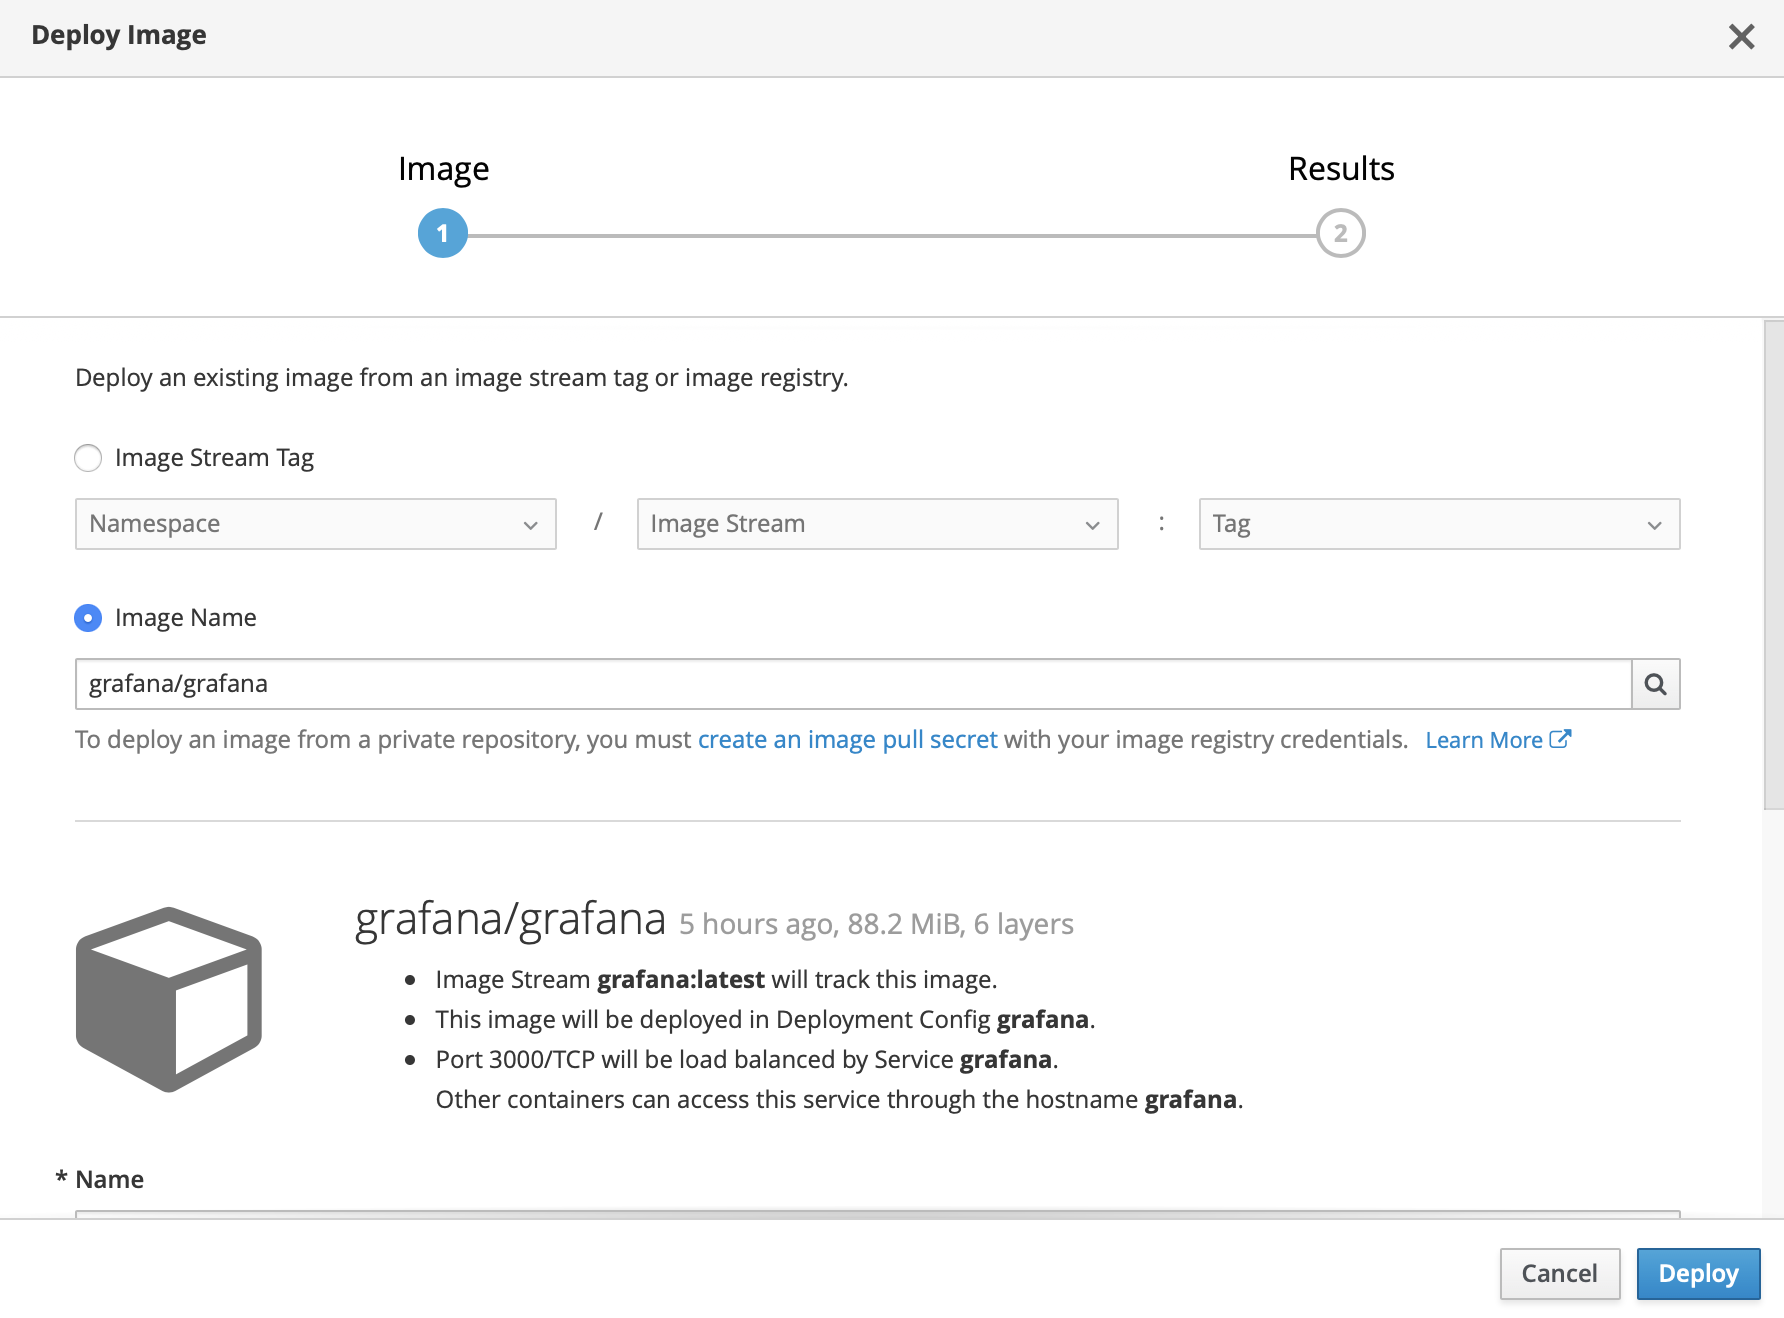 Deploy Image
Image
Results
1
2
Deploy an existing image from an image stream tag or image registry.
Image Stream Tag
Namespace / Image Stream : Tag
Image Name
grafana/grafana
To deploy an image from a private repository, you must create an image pull secret with your image registry credentials. Learn More
grafana/grafana 5 hours ago, 88.2 MiB, 6 layers
Image Stream grafana:latest will track this image.
This image will be deployed in Deployment Config grafana.
Port 3000/TCP will be load balanced by Service grafana.
Other containers can access this service through the hostname grafana.
* Name
Cancel
Deploy